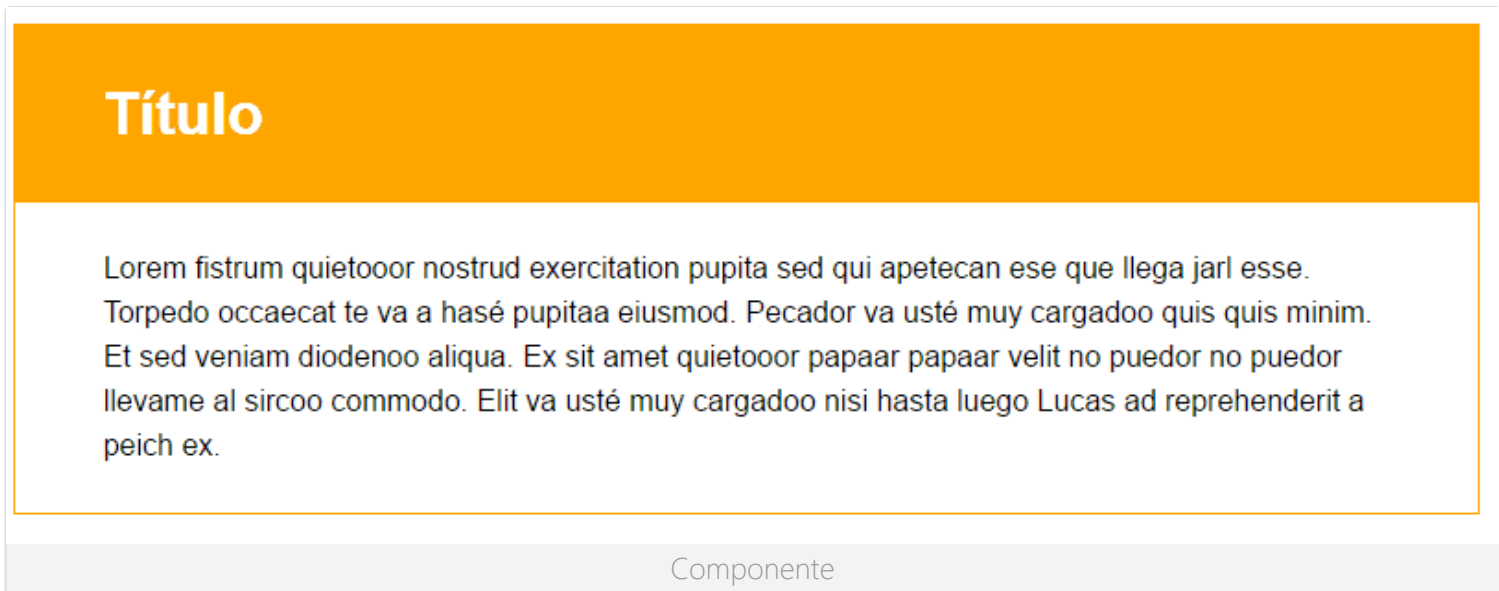 Título
Lorem fistrum quietooor nostrud exercitation pupita sed qui apetecan ese que llega jarl esse.
Torpedo occaecat te va a hasé pupitaa eiusmod. Pecador va usté muy cargadoo quis quis minim.
Et sed veniam diodenoo aliqua. Ex sit amet quietooor papaar papaar velit no puedor no puedor
llevame al sircoo commodo. Elit va usté muy cargadoo nisi hasta luego Lucas ad reprehenderit a
peich ex.
Componente